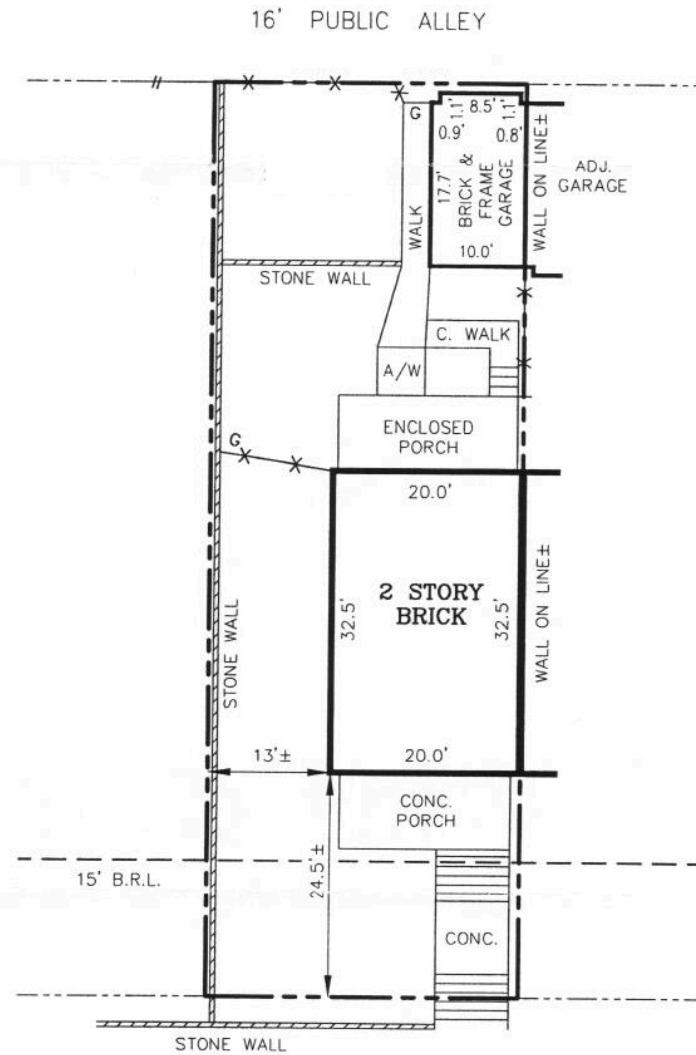 16' PUBLIC ALLEY
G
1.1'
8.5'
1.1'
0.9'
0.8'
17.7'
BRICK &
FRAME
GARAGE
10.0'
WALK
WALL ON LINE±
ADJ.
GARAGE
STONE WALL
C. WALK
A/W
ENCLOSED
PORCH
G
20.0'
2 STORY
BRICK
32.5'
32.5'
WALL ON LINE±
STONE WALL
20.0'
13'±
CONC.
PORCH
24.5'±
15' B.R.L.
CONC.
STONE WALL